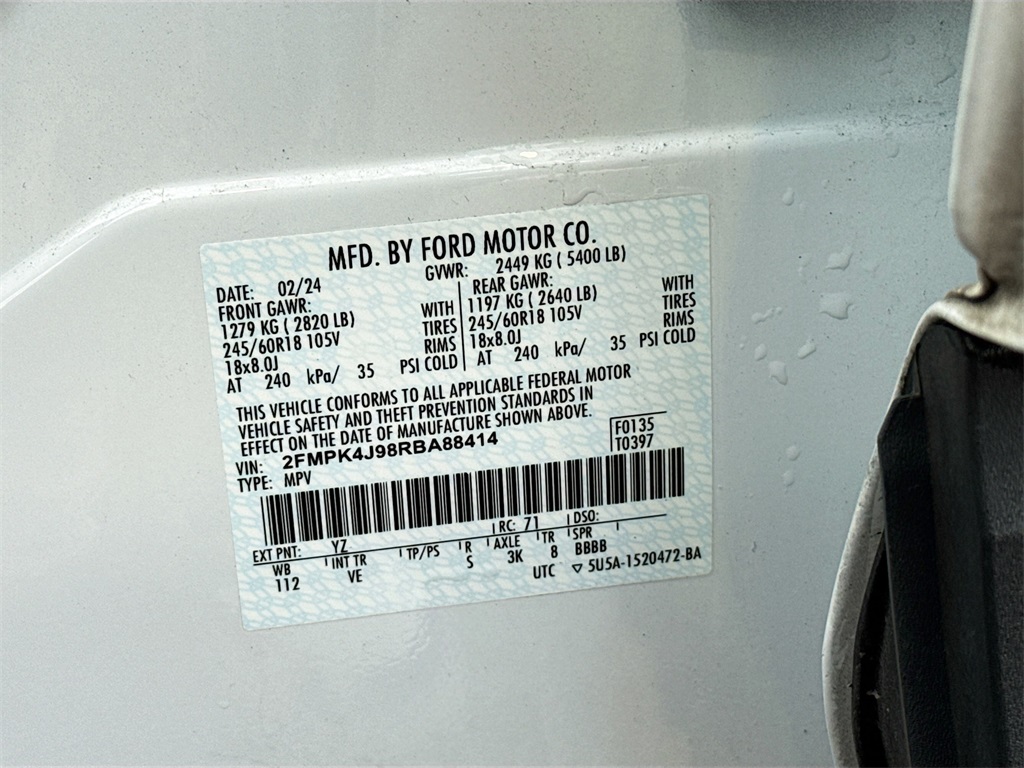 MFD. BY FORD MOTOR CO.
DATE: 02/24 GVWR: 2449 KG ( 5400 LB)
FRONT GAWR: REAR GAWR:
1279 KG ( 2820 LB) WITH 1197 KG ( 2640 LB) WITH
245/60R18 105V TIRES 245/60R18 105V TIRES
18x8.0J RIMS 18x8.0J RIMS
AT 240 kPa/ 35 PSI COLD AT 240 kPa/ 35 PSI COLD
THIS VEHICLE CONFORMS TO ALL APPLICABLE FEDERAL MOTOR
VEHICLE SAFETY AND THEFT PREVENTION STANDARDS IN
EFFECT ON THE DATE OF MANUFACTURE SHOWN ABOVE.
VIN: 2FMPK4J98RBA88414 F0135
TYPE: MPV T0397
EXT PNT: YZ RC: 71 DSO:
WB INT TR TP/PS R AXLE TR SPR
112 VE S 3K 8 BBBB
UTC ▽ 5U5A-1520472-BA